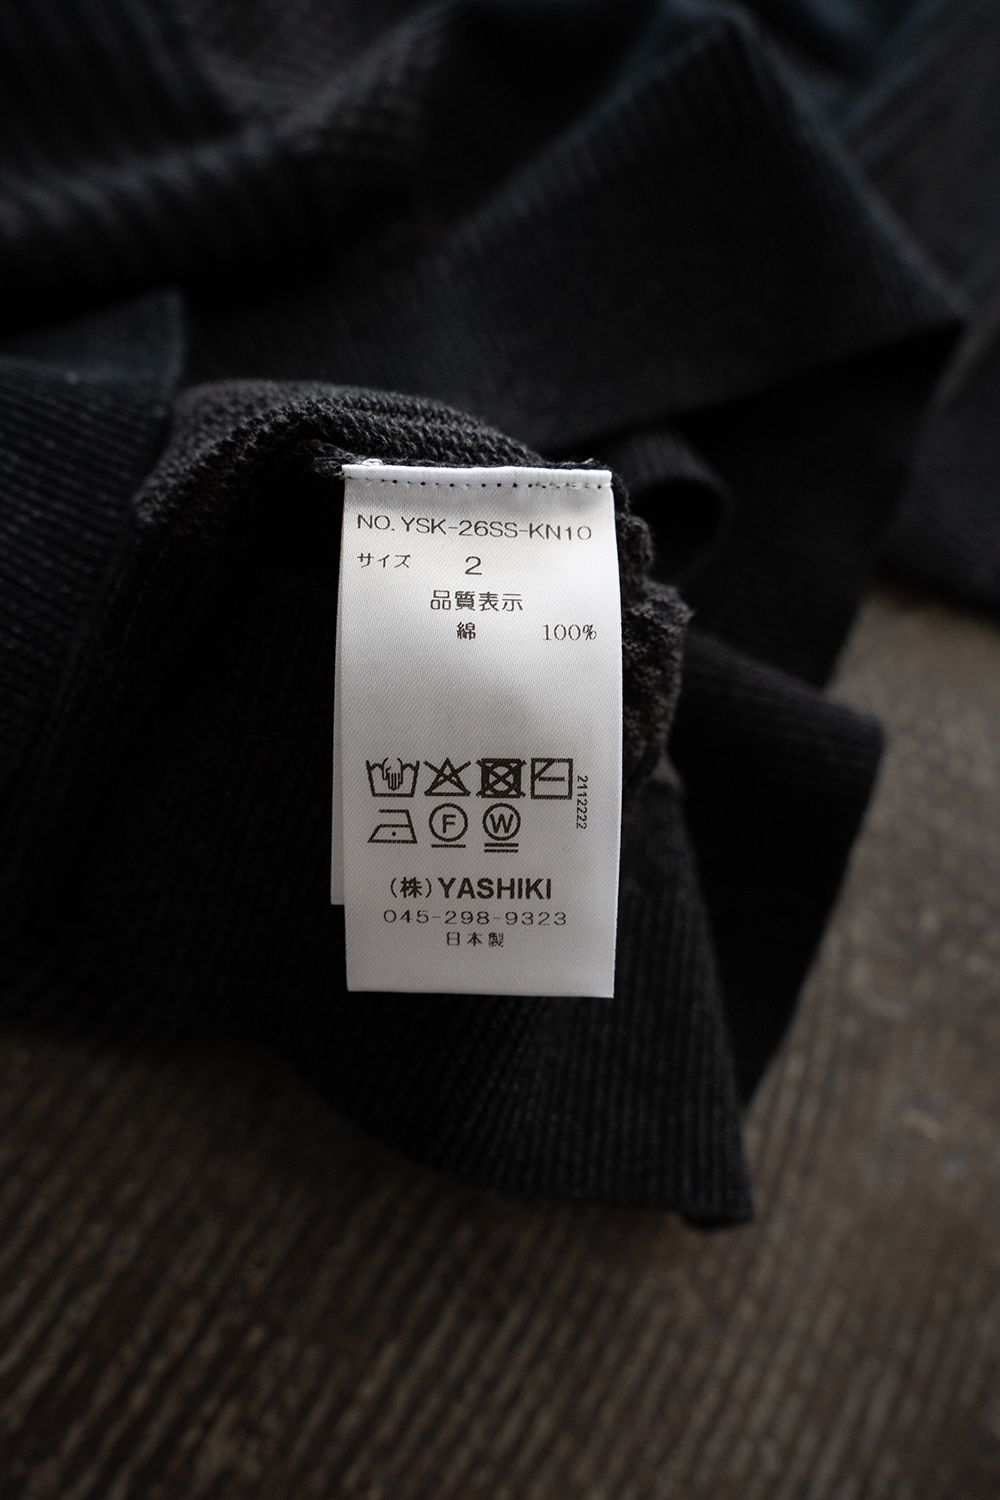 NO. YSK-26SS-KN10
サイズ 2
品質表示
綿 100%
2112222
F W
(株)YASHIKI
045-298-9323
日本製